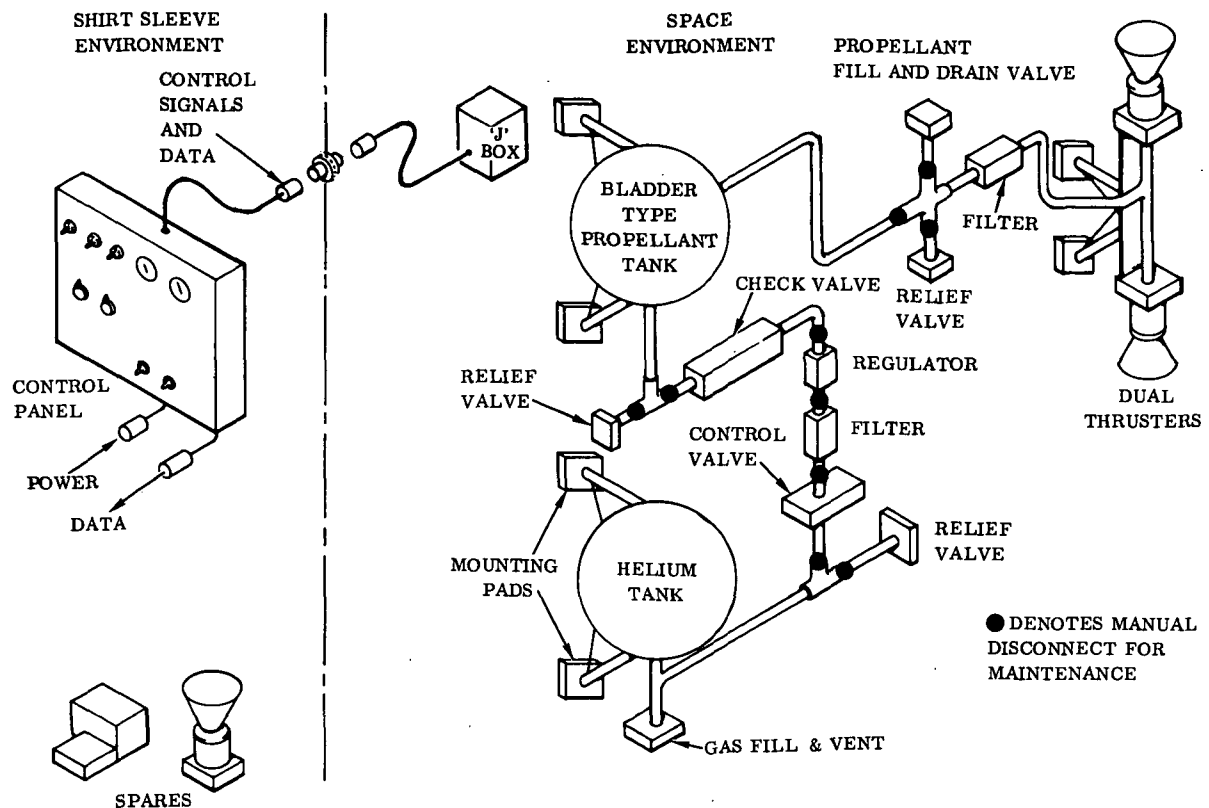 SHIRT SLEEVE
ENVIRONMENT
SPACE
ENVIRONMENT
CONTROL
SIGNALS
AND
DATA
'J'
BOX
PROPELLANT
FILL AND DRAIN VALVE
BLADDER
TYPE
PROPELLANT
TANK
FILTER
RELIEF
VALVE
CHECK VALVE
REGULATOR
DUAL
THRUSTERS
CONTROL
PANEL
RELIEF
VALVE
FILTER
CONTROL
VALVE
POWER
DATA
RELIEF
VALVE
MOUNTING
PADS
HELIUM
TANK
● DENOTES MANUAL
DISCONNECT FOR
MAINTENANCE
GAS FILL & VENT
SPARES